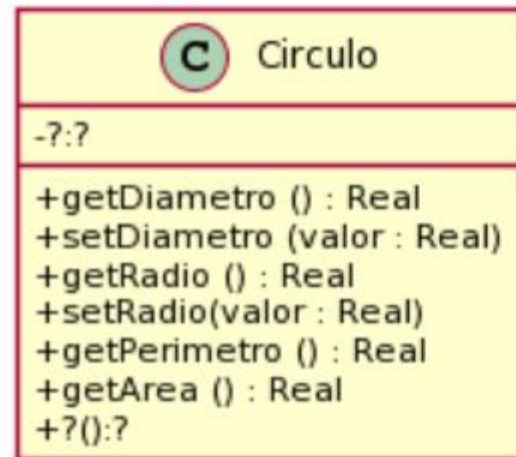 C Circulo
-?:?
+getDiametro () : Real
+setDiametro (valor : Real)
+getRadio () : Real
+setRadio(valor : Real)
+getPerimetro () : Real
+getArea () : Real
+?():?